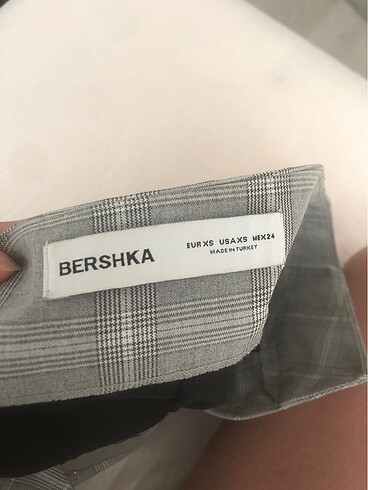 BERSHKA
EUR XS USA XS MEX 24
MADE IN TURKEY